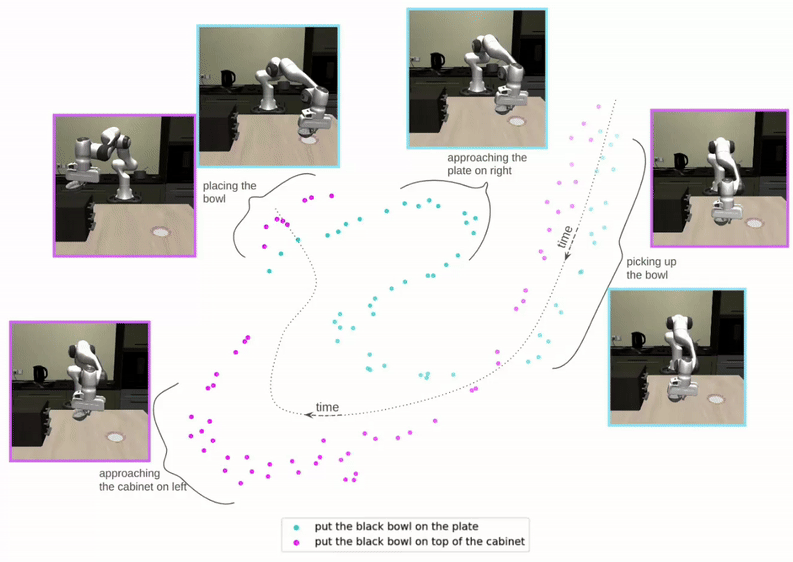 approaching the
plate on right
placing the
bowl
time
picking up
the bowl
time
approaching
the cabinet on left
put the black bowl on the plate
put the black bowl on top of the cabinet